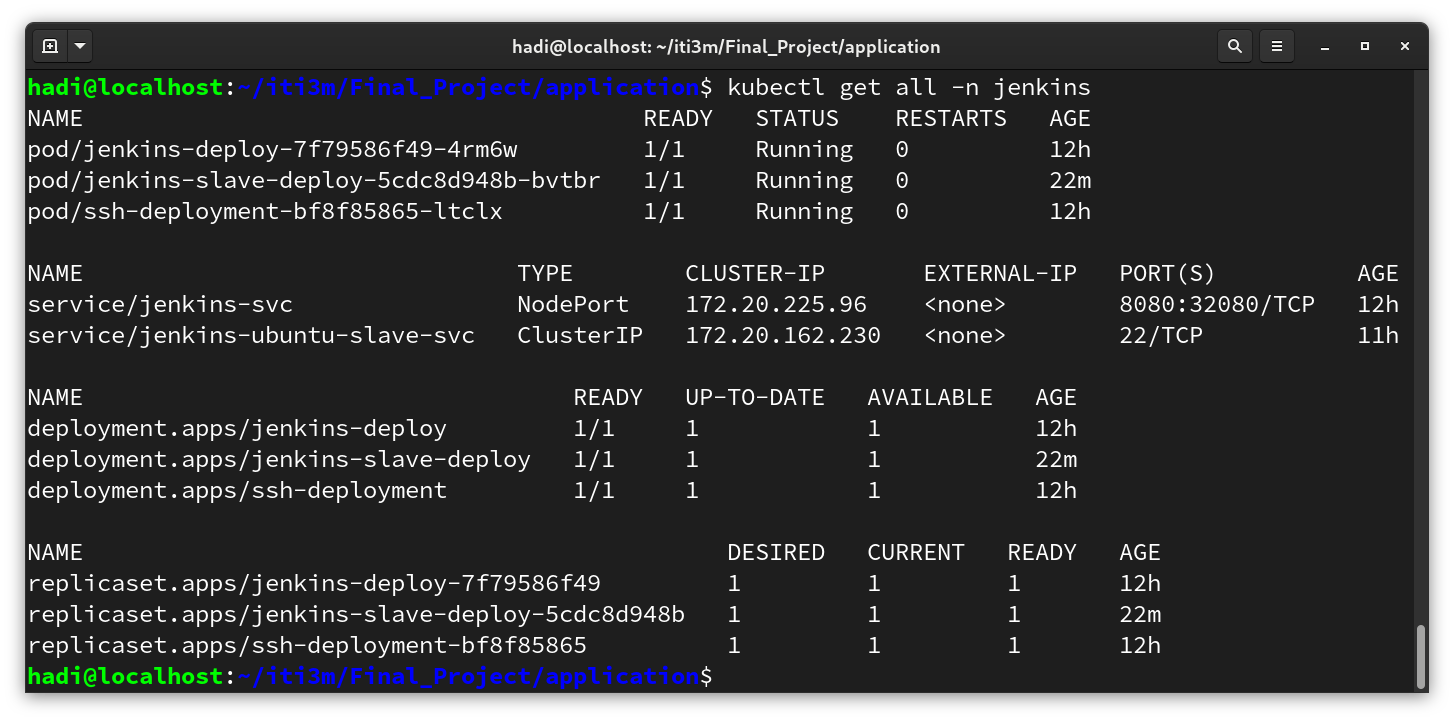 hadi@localhost: ~/iti3m/Final_Project/application
hadi@localhost:~/iti3m/Final_Project/application$ kubectl get all -n jenkins
NAME                                        READY   STATUS    RESTARTS   AGE
pod/jenkins-deploy-7f79586f49-4rm6w         1/1     Running   0          12h
pod/jenkins-slave-deploy-5cdc8d948b-bvtbr   1/1     Running   0          22m
pod/ssh-deployment-bf8f85865-ltclx          1/1     Running   0          12h

NAME                               TYPE        CLUSTER-IP       EXTERNAL-IP   PORT(S)          AGE
service/jenkins-svc                NodePort    172.20.225.96    <none>        8080:32080/TCP   12h
service/jenkins-ubuntu-slave-svc   ClusterIP   172.20.162.230   <none>        22/TCP           11h

NAME                                   READY   UP-TO-DATE   AVAILABLE   AGE
deployment.apps/jenkins-deploy         1/1     1            1           12h
deployment.apps/jenkins-slave-deploy   1/1     1            1           22m
deployment.apps/ssh-deployment         1/1     1            1           12h

NAME                                              DESIRED   CURRENT   READY   AGE
replicaset.apps/jenkins-deploy-7f79586f49         1         1         1       12h
replicaset.apps/jenkins-slave-deploy-5cdc8d948b   1         1         1       22m
replicaset.apps/ssh-deployment-bf8f85865          1         1         1       12h
hadi@localhost:~/iti3m/Final_Project/application$